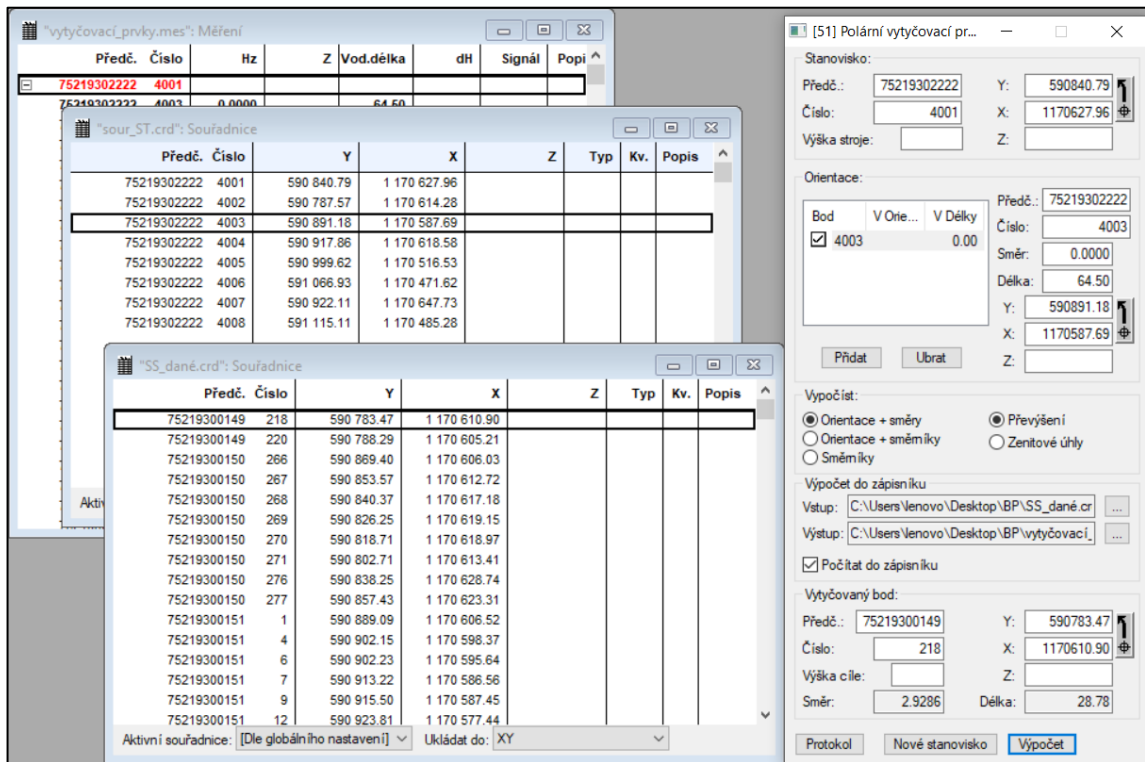 "vytyčovací_prvky.mes": Měření
Předč. Číslo Hz Z Vod.délka dH Signál Popi
75219302222 4001
75219302222 4003 0.0000 64.50
"sour_ST.crd": Souřadnice
Předč. Číslo Y X Z Typ Kv. Popis
75219302222 4001 590 840.79 1 170 627.96
75219302222 4002 590 787.57 1 170 614.28
75219302222 4003 590 891.18 1 170 587.69
75219302222 4004 590 917.86 1 170 618.58
75219302222 4005 590 999.62 1 170 516.53
75219302222 4006 591 066.93 1 170 471.62
75219302222 4007 590 922.11 1 170 647.73
75219302222 4008 591 115.11 1 170 485.28
Aktiv
"SS_dané.crd": Souřadnice
Předč. Číslo Y X Z Typ Kv. Popis
75219300149 218 590 783.47 1 170 610.90
75219300149 220 590 788.29 1 170 605.21
75219300150 266 590 869.40 1 170 606.03
75219300150 267 590 853.57 1 170 612.72
75219300150 268 590 840.37 1 170 617.18
75219300150 269 590 826.25 1 170 619.15
75219300150 270 590 818.71 1 170 618.97
75219300150 271 590 802.71 1 170 613.41
75219300150 276 590 838.25 1 170 628.74
75219300150 277 590 857.43 1 170 623.31
75219300151 1 590 889.09 1 170 606.52
75219300151 4 590 902.15 1 170 598.37
75219300151 6 590 902.23 1 170 595.64
75219300151 7 590 913.22 1 170 586.56
75219300151 9 590 915.50 1 170 587.45
75219300151 12 590 923.81 1 170 577.44
Aktivní souřadnice: [Dle globálního nastavení] Ukládat do: XY
[51] Polární vytyčovací pr...
Stanovisko:
Předč.: 75219302222 Y: 590840.79
Číslo: 4001 X: 1170627.96
Výška stroje: Z:
Orientace:
Bod V Orie... V Délky
4003 0.00
Předč.: 75219302222
Číslo: 4003
Směr: 0.0000
Délka: 64.50
Y: 590891.18
X: 1170587.69
Z:
Přidat Ubrat
Vypočíst:
Orientace + směry Převýšení
Orientace + směrníky Zenitové úhly
Směrníky
Výpočet do zápisníku
Vstup: C:\Users\lenovo\Desktop\BP\SS_dané.cr ...
Výstup: C:\Users\lenovo\Desktop\BP\vytyčovací_ ...
Počítat do zápisníku
Vytyčovaný bod:
Předč.: 75219300149 Y: 590783.47
Číslo: 218 X: 1170610.90
Výška cíle: Z:
Směr: 2.9286 Délka: 28.78
Protokol Nové stanovisko Výpočet